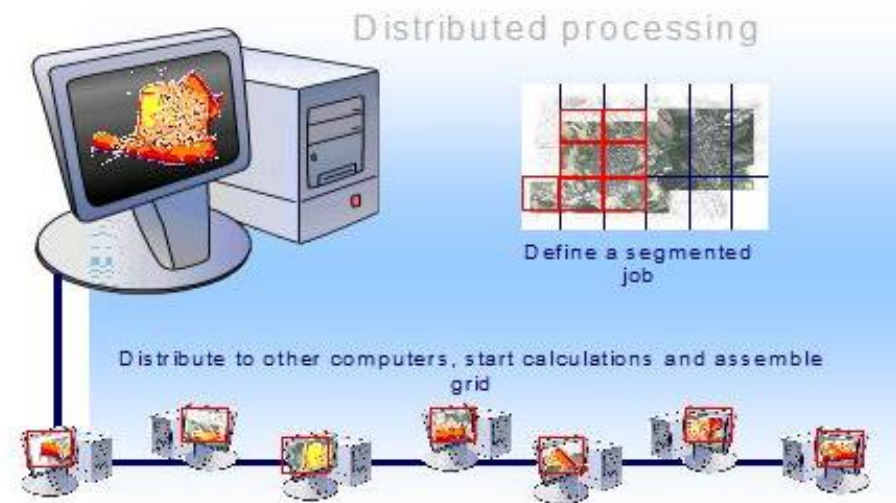 Distributed processing
Define a segmented
job
Distribute to other computers, start calculations and assemble
grid